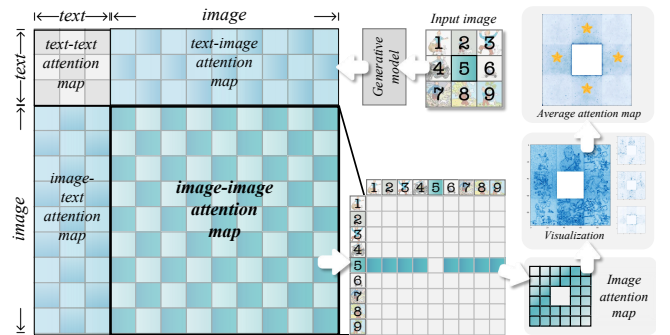 text
image
text
image
text-text
attention
map
text-image
attention
map
image-
text
attention
map
image-image
attention
map
Generative
model
Input image
1 2 3
4 5 6
7 8 9
1 2 3 4 5 6 7 8 9
1
2
3
4
5
6
7
8
9
Average attention map
Visualization
Image
attention
map